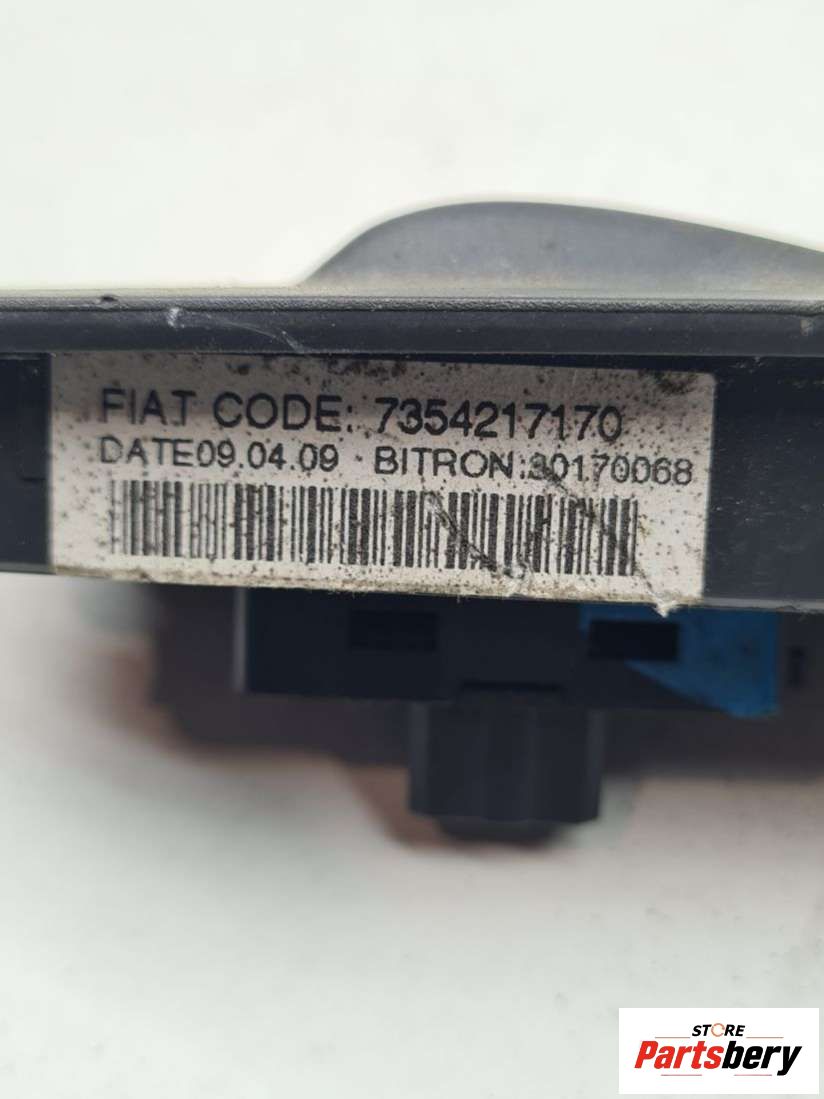 FIAT CODE: 7354217170
DATE09.04.09 BITRON:30170068
STORE
Partsbery